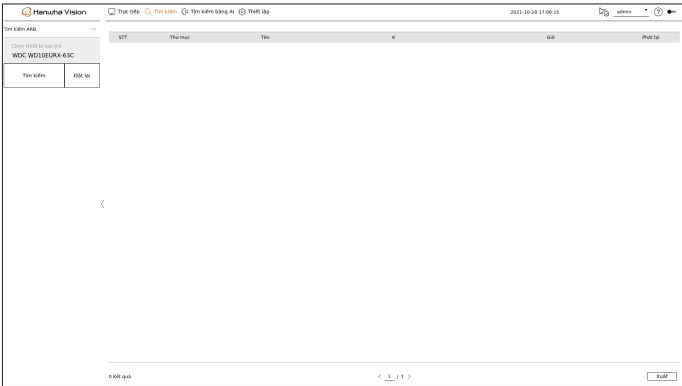 Hanwha Vision
Trực tiếp Tìm kiếm Tìm kiếm bằng AI Thiết lập 2021-10-28 17:06:15 admin
Tìm kiếm ARB ...
STT Thư mục Tên K Giờ Phát lại
Chọn thiết bị lưu trữ
WDC WD10EURX-63C
Tìm kiếm Đặt lại
0 Kết quả < 1 / 1 > Xuất